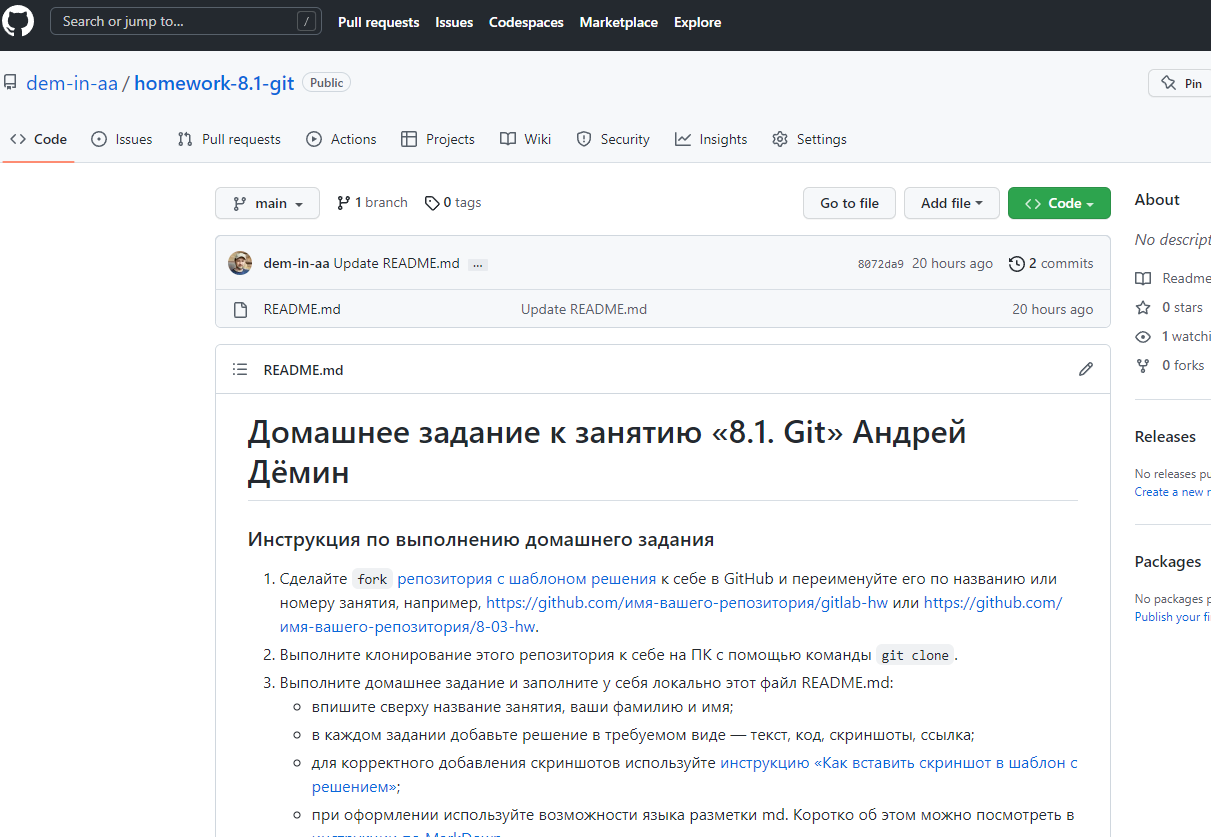 Search or jump to... /
Pull requests Issues Codespaces Marketplace Explore
dem-in-aa / homework-8.1-git Public
Pin
Code Issues Pull requests Actions Projects Wiki Security Insights Settings
main 1 branch 0 tags Go to file Add file Code
dem-in-aa Update README.md ... 8072da9 20 hours ago 2 commits
README.md Update README.md 20 hours ago
README.md
Домашнее задание к занятию «8.1. Git» Андрей
Дёмин
Инструкция по выполнению домашнего задания
1. Сделайте fork репозитория с шаблоном решения к себе в GitHub и переименуйте его по названию или
номеру занятия, например, https://github.com/имя-вашего-репозитория/gitlab-hw или https://github.com/
имя-вашего-репозитория/8-03-hw.
2. Выполните клонирование этого репозитория к себе на ПК с помощью команды git clone.
3. Выполните домашнее задание и заполните у себя локально этот файл README.md:
впишите сверху название занятия, ваши фамилию и имя;
в каждом задании добавьте решение в требуемом виде — текст, код, скриншоты, ссылка;
для корректного добавления скриншотов используйте инструкцию «Как вставить скриншот в шаблон с
решением»;
при оформлении используйте возможности языка разметки md. Коротко об этом можно посмотреть в
инструкции по MarkDown
About
No descript
Readme
0 stars
1 watchi
0 forks
Releases
No releases pu
Create a new r
Packages
No packages p
Publish your fi